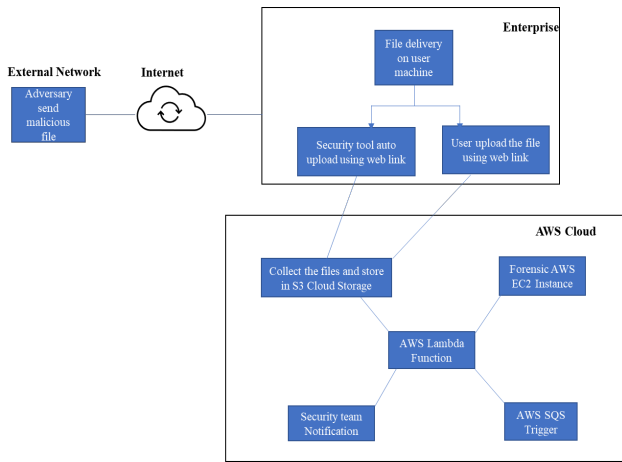 Enterprise
File delivery
on user
machine
External Network
Internet
Adversary
send
malicious
file
Security tool auto
upload using web link
User upload the file
using web link
AWS Cloud
Collect the files and store
in S3 Cloud Storage
Forensic AWS
EC2 Instance
AWS Lambda
Function
Security team
Notification
AWS SQS
Trigger